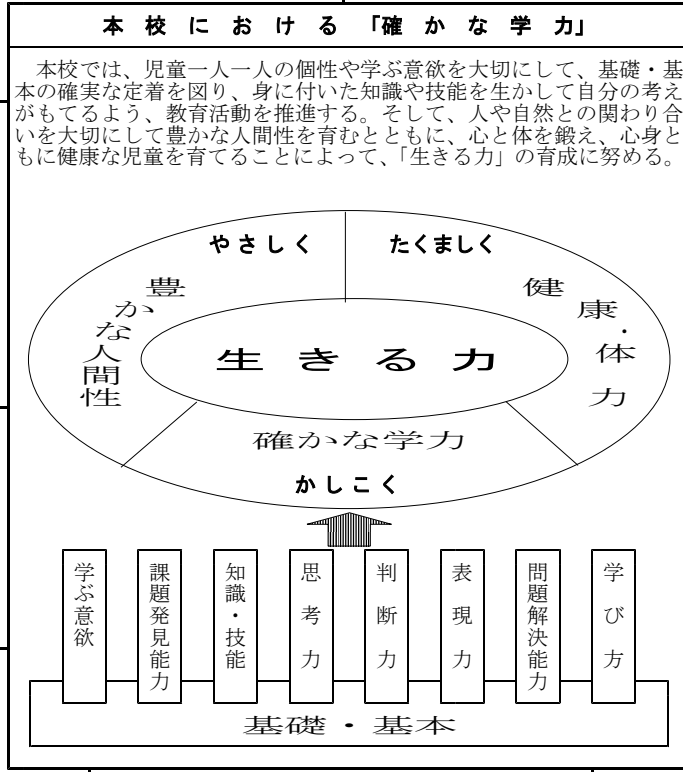 本校における「確かな学力」
本校では、児童一人一人の個性や学ぶ意欲を大切にして、基礎・基
本の確実な定着を図り、身に付いた知識や技能を生かして自分の考え
がもてるよう、教育活動を推進する。そして、人や自然との関わり合
いを大切にして豊かな人間性を育むとともに、心と体を鍛え、心身と
もに健康な児童を育てることによって、「生きる力」の育成に努める。
やさしく
たくましく
豊かな人間性
健康・体力
生きる力
確かな学力
かしこく
学ぶ意欲
課題発見能力
知識・技能
思考力
判断力
表現力
問題解決能力
学び方
基礎・基本